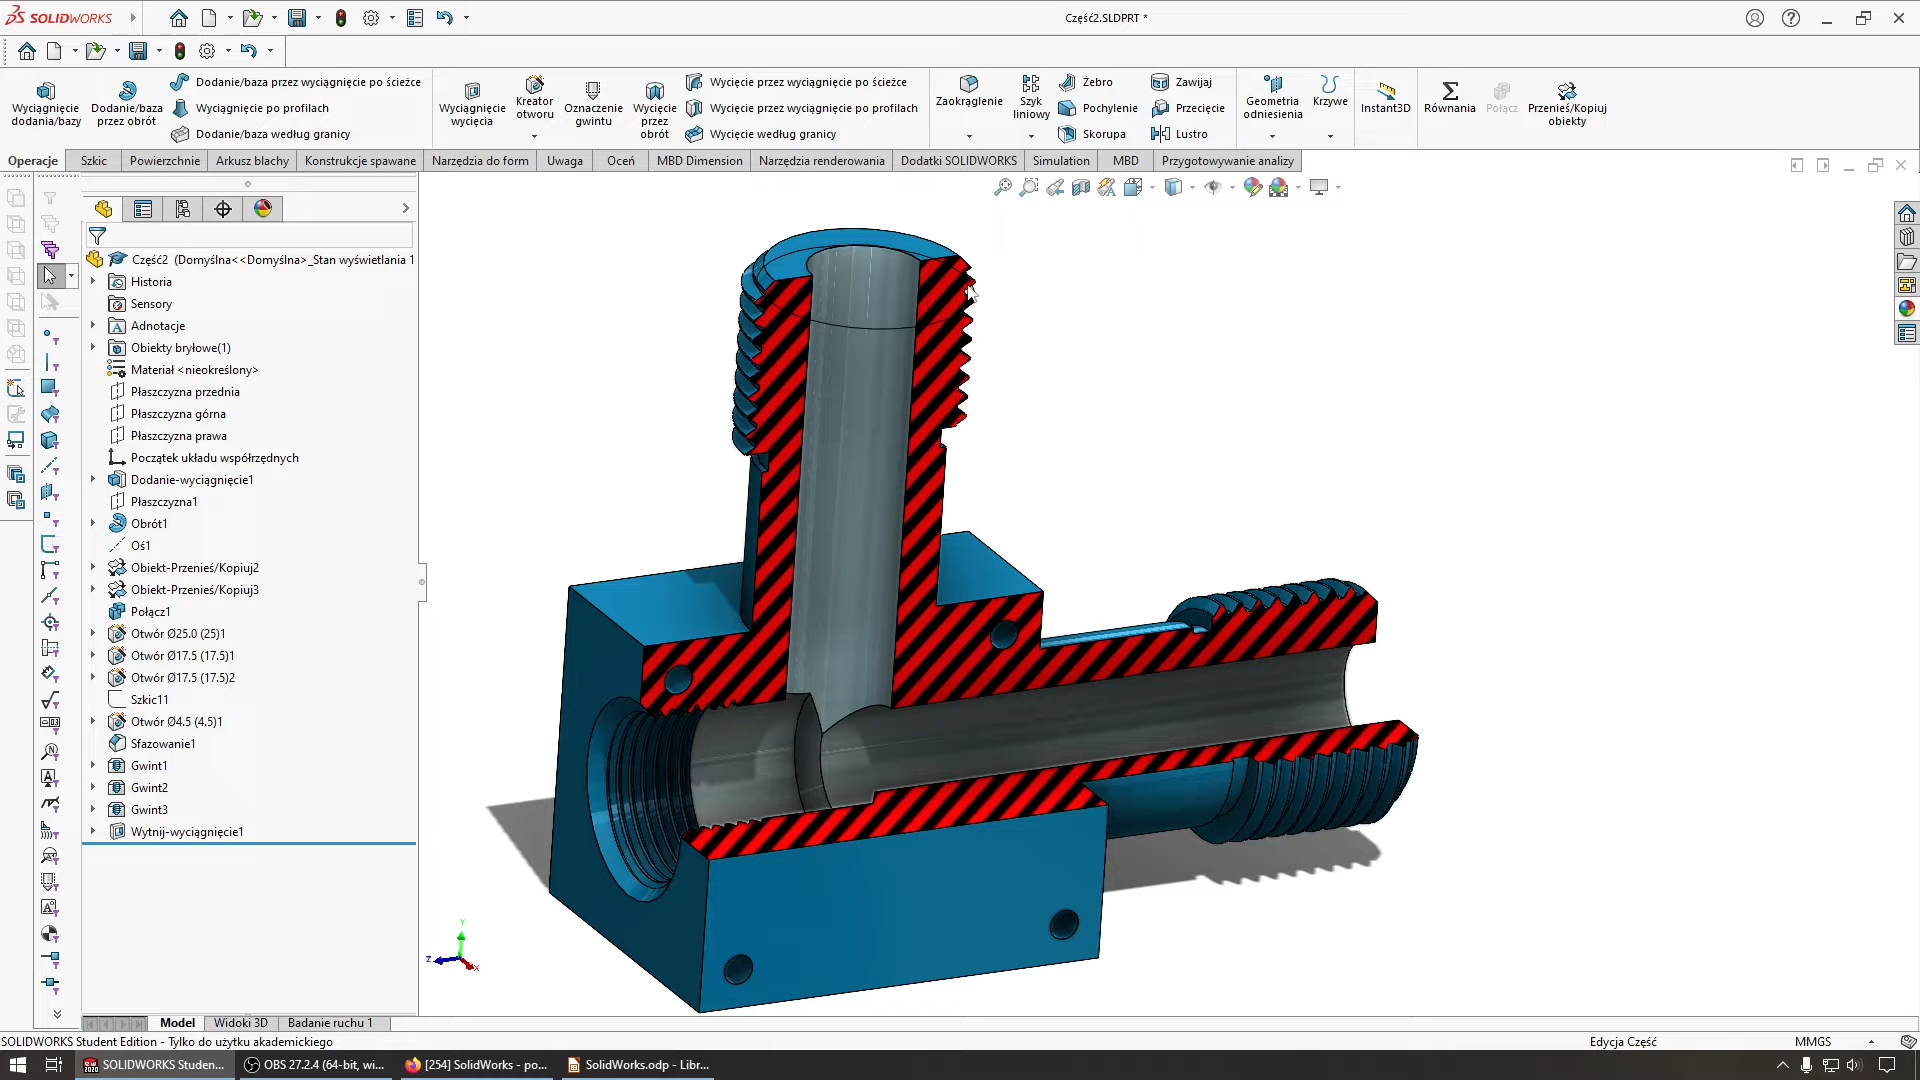 SOLIDWORKS
Część2.SLDPRT *
Wyciągnięcie dodania/bazy
Dodanie/baza przez obrót
Dodanie/baza przez wyciągnięcie po ścieżce
Wyciągnięcie po profilach
Dodanie/baza według granicy
Wyciągnięcie wycięcia
Kreator otworu
Oznaczenie gwintu
Wycięcie przez obrót
Wycięcie przez wyciągnięcie po ścieżce
Wycięcie przez wyciągnięcie po profilach
Wycięcie według granicy
Zaokrąglenie
Szyk liniowy
Żebro
Pochylenie
Skorupa
Zawijaj
Przecięcie
Lustro
Geometria odniesienia
Krzywe
Instant3D
Równania
Połącz
Przenieś/Kopiuj obiekty
Operacje
Szkic
Powierzchnie
Arkusz blachy
Konstrukcje spawane
Narzędzia do form
Uwaga
Oceń
MBD Dimension
Narzędzia renderowania
Dodatki SOLIDWORKS
Simulation
MBD
Przygotowywanie analizy
Część2 (Domyślna<<Domyślna>_Stan wyświetlania 1
Historia
Sensory
Adnotacje
Obiekty bryłowe(1)
Materiał <nieokreślony>
Płaszczyzna przednia
Płaszczyzna górna
Płaszczyzna prawa
Początek układu współrzędnych
Dodanie-wyciągnięcie1
Płaszczyzna1
Obrót1
Oś1
Obiekt-Przenieś/Kopiuj2
Obiekt-Przenieś/Kopiuj3
Połącz1
Otwór Ø25.0 (25)1
Otwór Ø17.5 (17.5)1
Otwór Ø17.5 (17.5)2
Szkic11
Otwór Ø4.5 (4.5)1
Sfazowanie1
Gwint1
Gwint2
Gwint3
Wytnij-wyciągnięcie1
Y
Z
X
Model
Widoki 3D
Badanie ruchu 1
SOLIDWORKS Student Edition - Tylko do użytku akademickiego
Edycja Część
MMGS
SOLIDWORKS Studen...
OBS 27.2.4 (64-bit, wi...
[254] SolidWorks - po...
SolidWorks.odp - Libr...